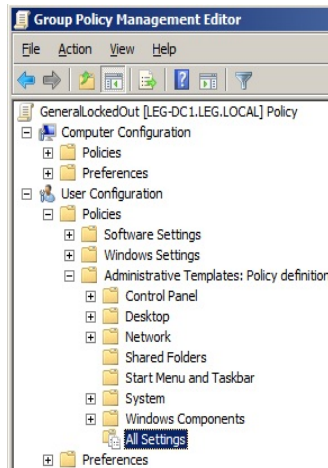 Group Policy Management Editor
File Action View Help
GeneralLockedOut [LEG-DC1.LEG.LOCAL] Policy
Computer Configuration
Policies
Preferences
User Configuration
Policies
Software Settings
Windows Settings
Administrative Templates: Policy definition
Control Panel
Desktop
Network
Shared Folders
Start Menu and Taskbar
System
Windows Components
All Settings
Preferences